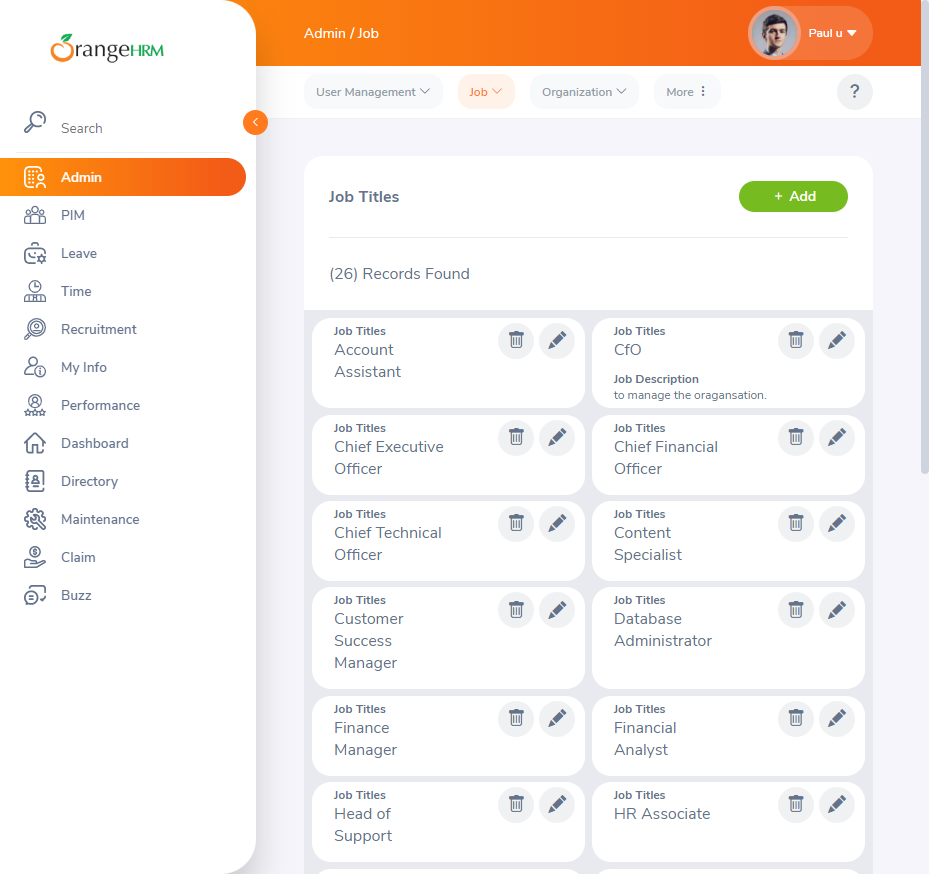 OrangeHRM
Admin / Job
Paul u
User Management
Job
Organization
More
?
Search
Admin
PIM
Leave
Time
Recruitment
My Info
Performance
Dashboard
Directory
Maintenance
Claim
Buzz
Job Titles
+ Add
(26) Records Found
Job Titles
Account
Assistant
Job Titles
CfO
Job Description
to manage the oragansation.
Job Titles
Chief Executive
Officer
Job Titles
Chief Financial
Officer
Job Titles
Chief Technical
Officer
Job Titles
Content
Specialist
Job Titles
Customer
Success
Manager
Job Titles
Database
Administrator
Job Titles
Finance
Manager
Job Titles
Financial
Analyst
Job Titles
Head of
Support
Job Titles
HR Associate